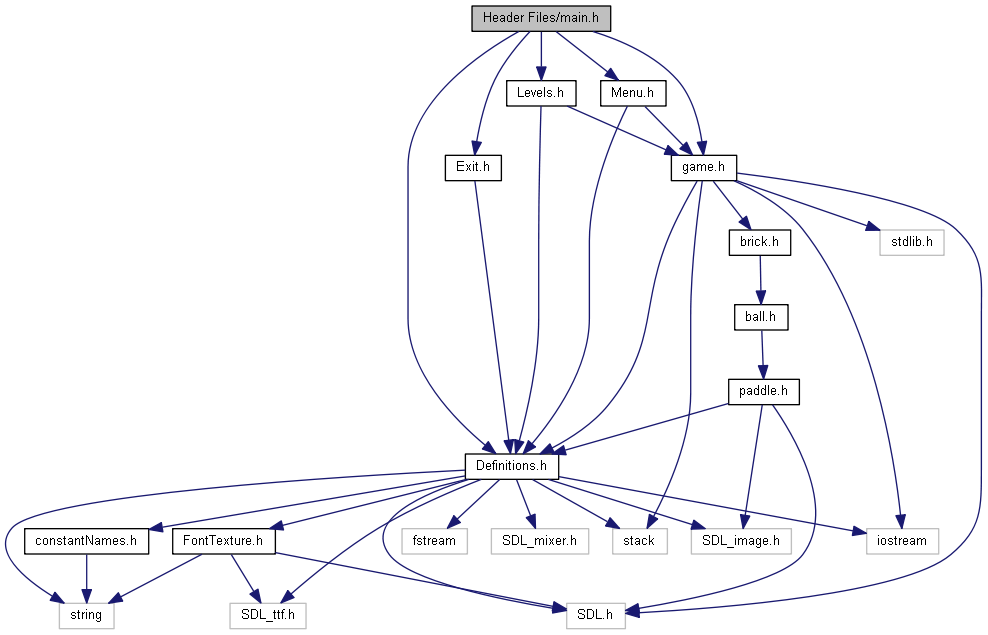 Header Files/main.h
Levels.h
Menu.h
Exit.h
game.h
brick.h
stdlib.h
ball.h
paddle.h
Definitions.h
constantNames.h
FontTexture.h
fstream
SDL_mixer.h
stack
SDL_image.h
iostream
string
SDL_ttf.h
SDL.h